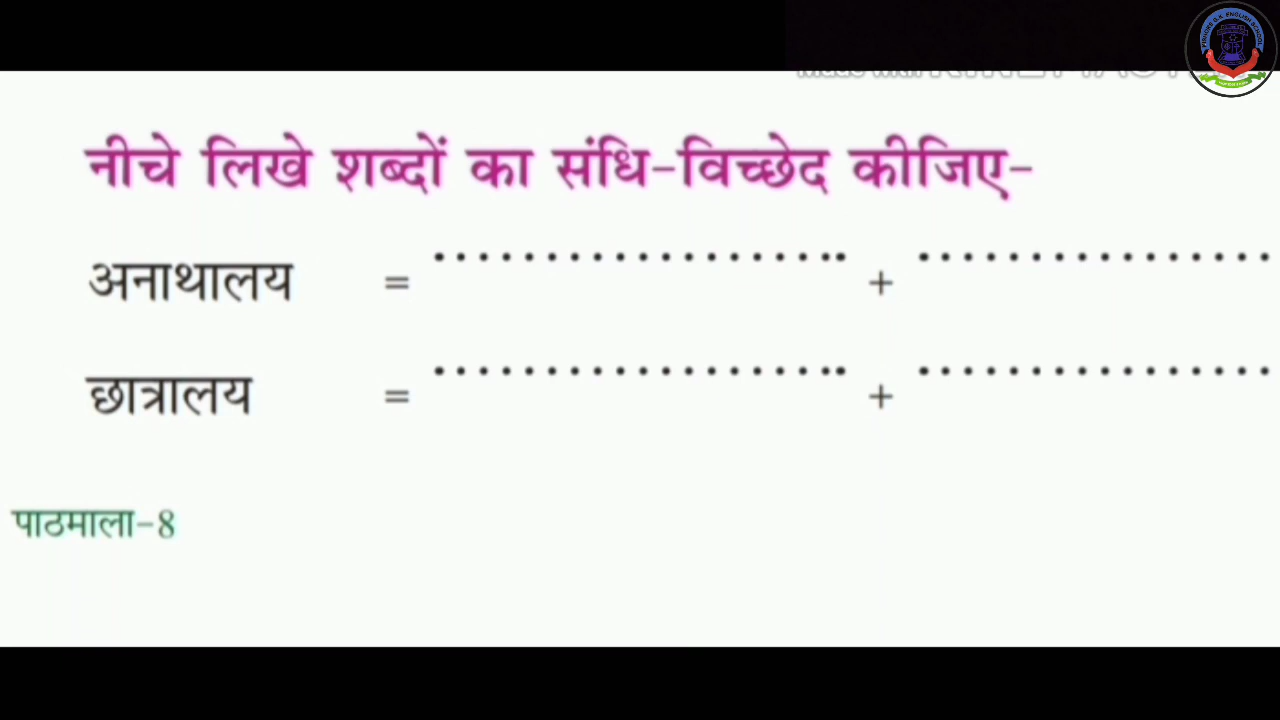 नीचे लिखे शब्दों का संधि-विच्छेद कीजिए-
अनाथालय = .................. + ................
छात्रालय = .................. + ................
पाठमाला-8